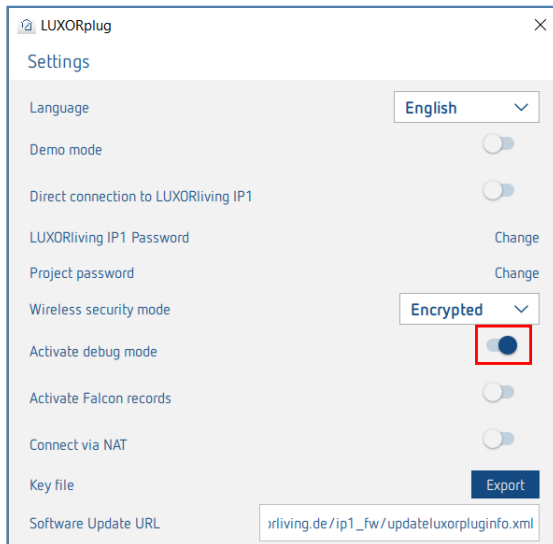 LUXORplug
Settings
Language English
Demo mode
Direct connection to LUXORliving IP1
LUXORliving IP1 Password Change
Project password Change
Wireless security mode Encrypted
Activate debug mode
Activate Falcon records
Connect via NAT
Key file Export
Software Update URL rliving.de/ip1_fw/updateluxorpluginfo.xml